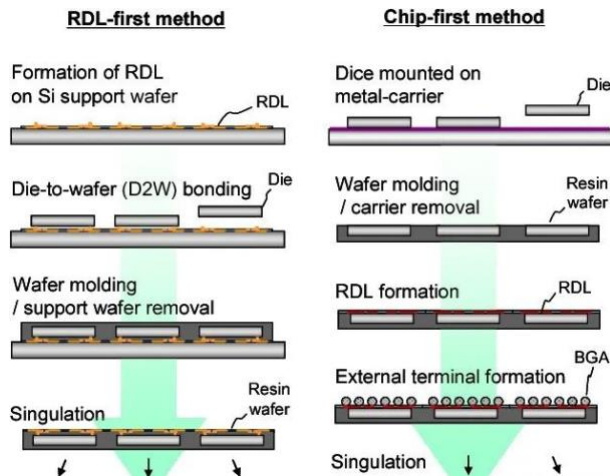 RDL-first method
Formation of RDL
on Si support wafer
RDL
Die-to-wafer (D2W) bonding
Die
Wafer molding
/ support wafer removal
Singulation
Resin
wafer
Chip-first method
Dice mounted on
metal-carrier
Die
Wafer molding
/ carrier removal
Resin
wafer
RDL formation
RDL
External terminal formation
BGA
Singulation